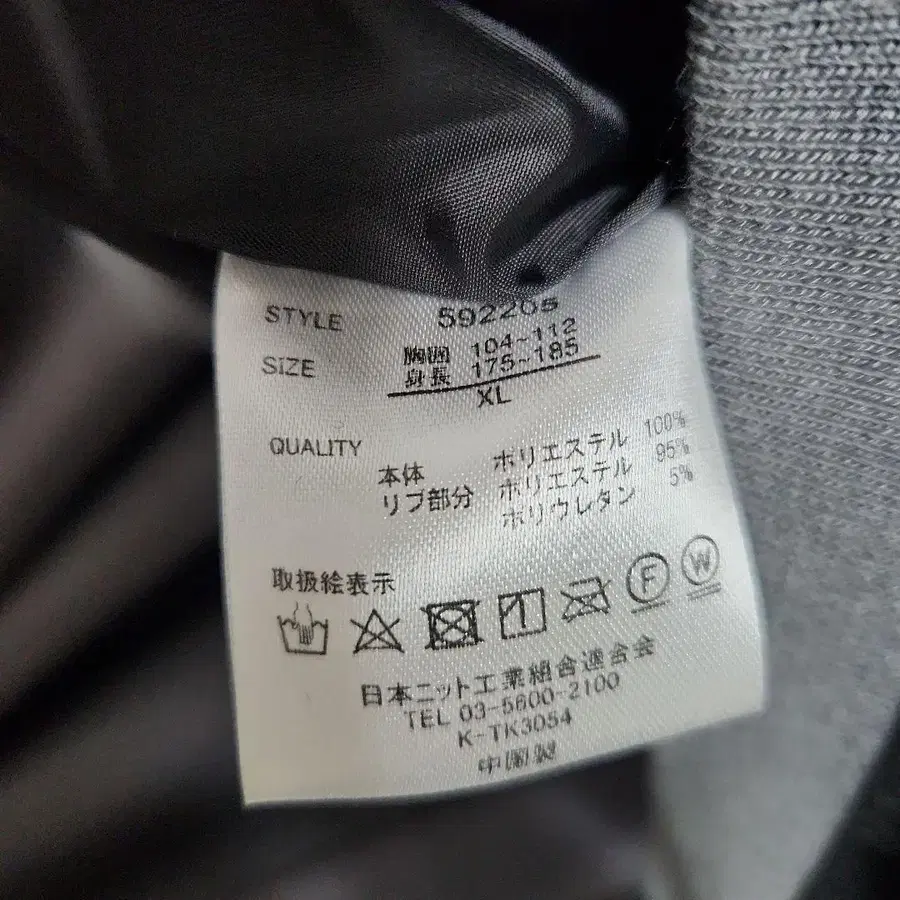 STYLE 592205
SIZE 胸囲 104~112
身長 175~185
XL
QUALITY
本体 ポリエステル 100%
リブ部分 ポリエステル 95%
ポリウレタン 5%
取扱絵表示
F W
日本ニット工業組合連合会
TEL 03-5600-2100
K-TK3054
中国製